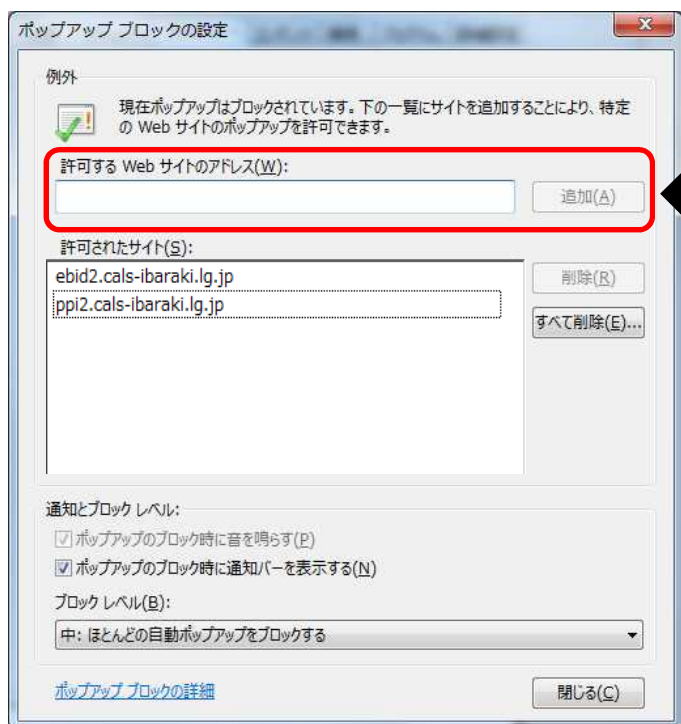 ポップアップ ブロックの設定
例外
現在ポップアップはブロックされています。下の一覧にサイトを追加することにより、特定
の Web サイトのポップアップを許可できます。
許可する Web サイトのアドレス(W):
追加(A)
許可されたサイト(S):
ebid2.cals-ibaraki.lg.jp
削除(R)
ppi2.cals-ibaraki.lg.jp
すべて削除(E)...
通知とブロック レベル:
ポップアップのブロック時に音を鳴らす(P)
ポップアップのブロック時に通知バーを表示する(N)
ブロック レベル(B):
中: ほとんどの自動ポップアップをブロックする
ポップアップ ブロックの詳細
閉じる(C)